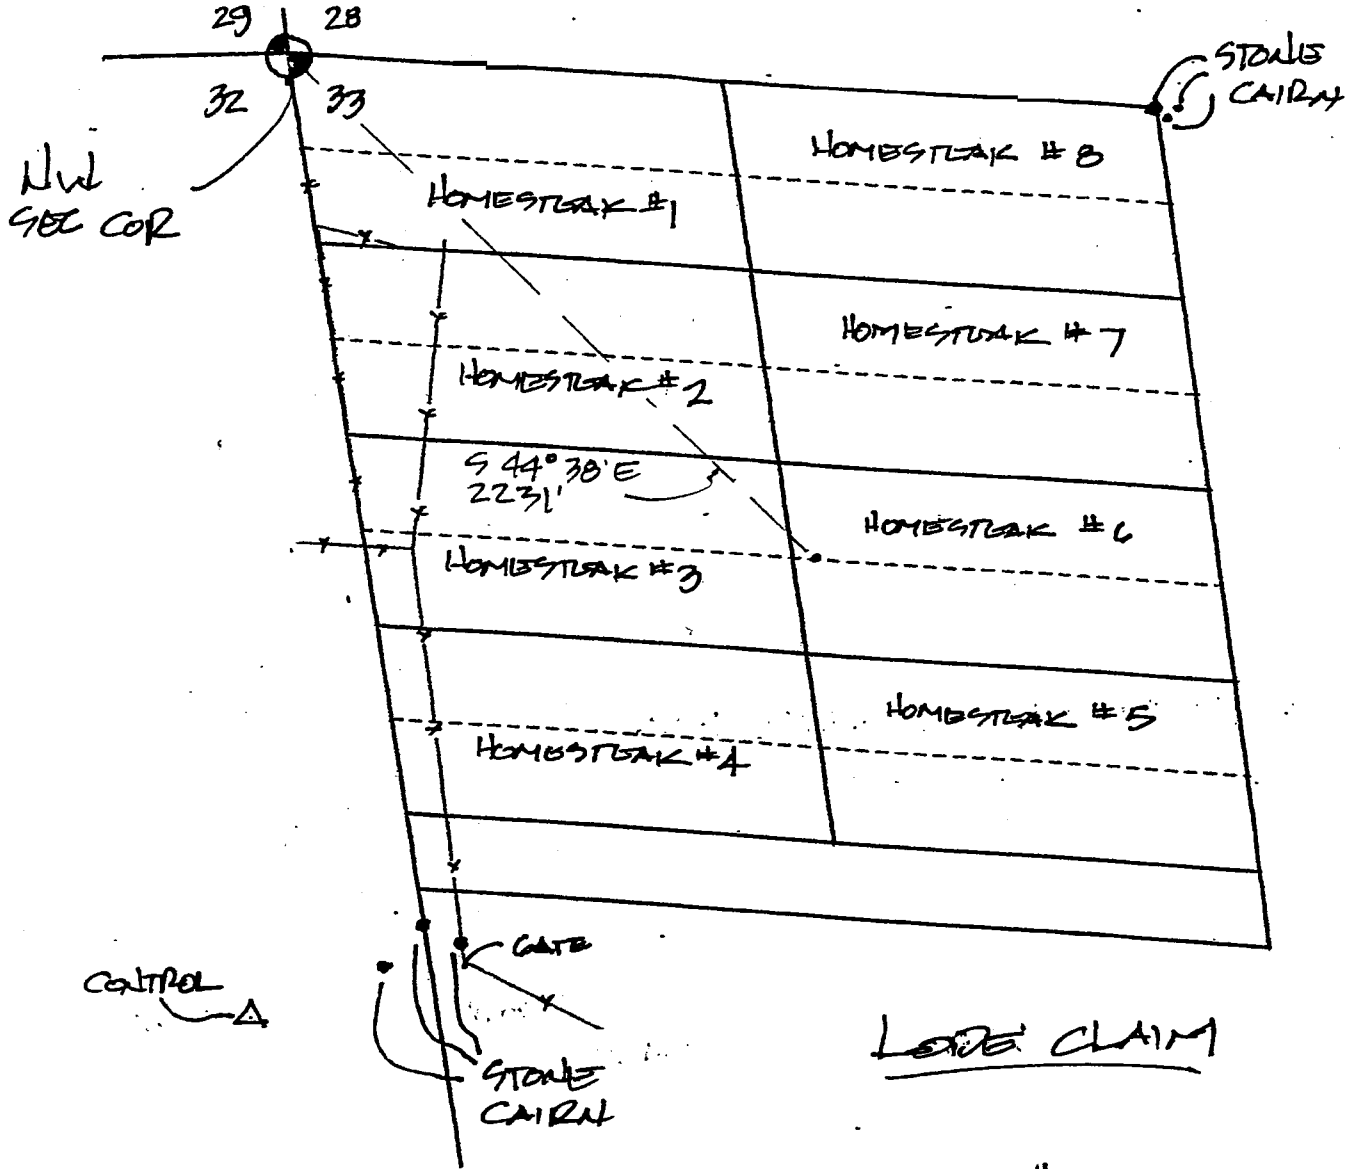 29 28
32 33
STONE
CAIRN
NW
SEC COR
HOMESTEAK #8
HOMESTEAK #1
HOMESTEAK #7
HOMESTEAK #2
S 44° 38' E
2231'
HOMESTEAK #6
HOMESTEAK #3
HOMESTEAK #5
HOMESTEAK #4
GATE
CONTROL
STONE
CAIRN
LODE CLAIM